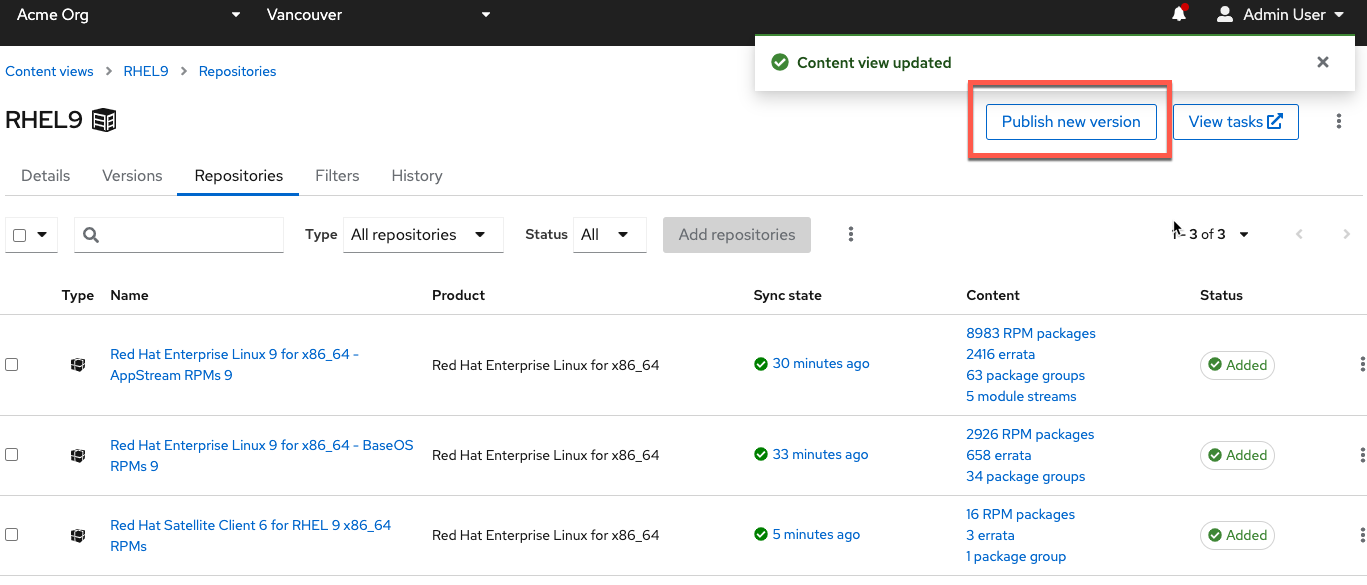 Acme Org Vancouver Admin User
Content view updated
Content views RHEL9 Repositories
RHEL9
Publish new version View tasks
Details Versions Repositories Filters History
Type All repositories Status All Add repositories 1 - 3 of 3
Type Name Product Sync state Content Status
Red Hat Enterprise Linux 9 for x86_64 -
AppStream RPMs 9
Red Hat Enterprise Linux for x86_64
30 minutes ago
8983 RPM packages
2416 errata
63 package groups
5 module streams
Added
Red Hat Enterprise Linux 9 for x86_64 - BaseOS
RPMs 9
Red Hat Enterprise Linux for x86_64
33 minutes ago
2926 RPM packages
658 errata
34 package groups
Added
Red Hat Satellite Client 6 for RHEL 9 x86_64
RPMs
Red Hat Enterprise Linux for x86_64
5 minutes ago
16 RPM packages
3 errata
1 package group
Added